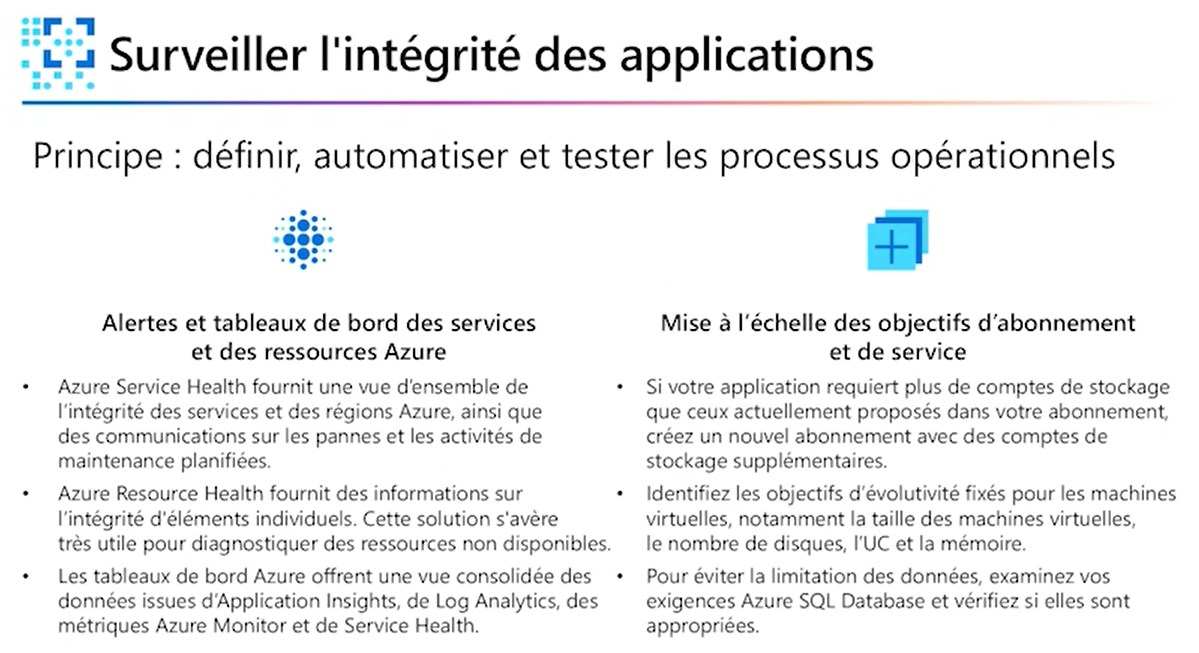 Surveiller l'intégrité des applications
Principe : définir, automatiser et tester les processus opérationnels
Alertes et tableaux de bord des services
et des ressources Azure
• Azure Service Health fournit une vue d’ensemble de
l’intégrité des services et des régions Azure, ainsi que
des communications sur les pannes et les activités de
maintenance planifiées.
• Azure Resource Health fournit des informations sur
l’intégrité d'éléments individuels. Cette solution s'avère
très utile pour diagnostiquer des ressources non disponibles.
• Les tableaux de bord Azure offrent une vue consolidée des
données issues d’Application Insights, de Log Analytics, des
métriques Azure Monitor et de Service Health.
Mise à l’échelle des objectifs d’abonnement
et de service
• Si votre application requiert plus de comptes de stockage
que ceux actuellement proposés dans votre abonnement,
créez un nouvel abonnement avec des comptes de
stockage supplémentaires.
• Identifiez les objectifs d’évolutivité fixés pour les machines
virtuelles, notamment la taille des machines virtuelles,
le nombre de disques, l’UC et la mémoire.
• Pour éviter la limitation des données, examinez vos
exigences Azure SQL Database et vérifiez si elles sont
appropriées.